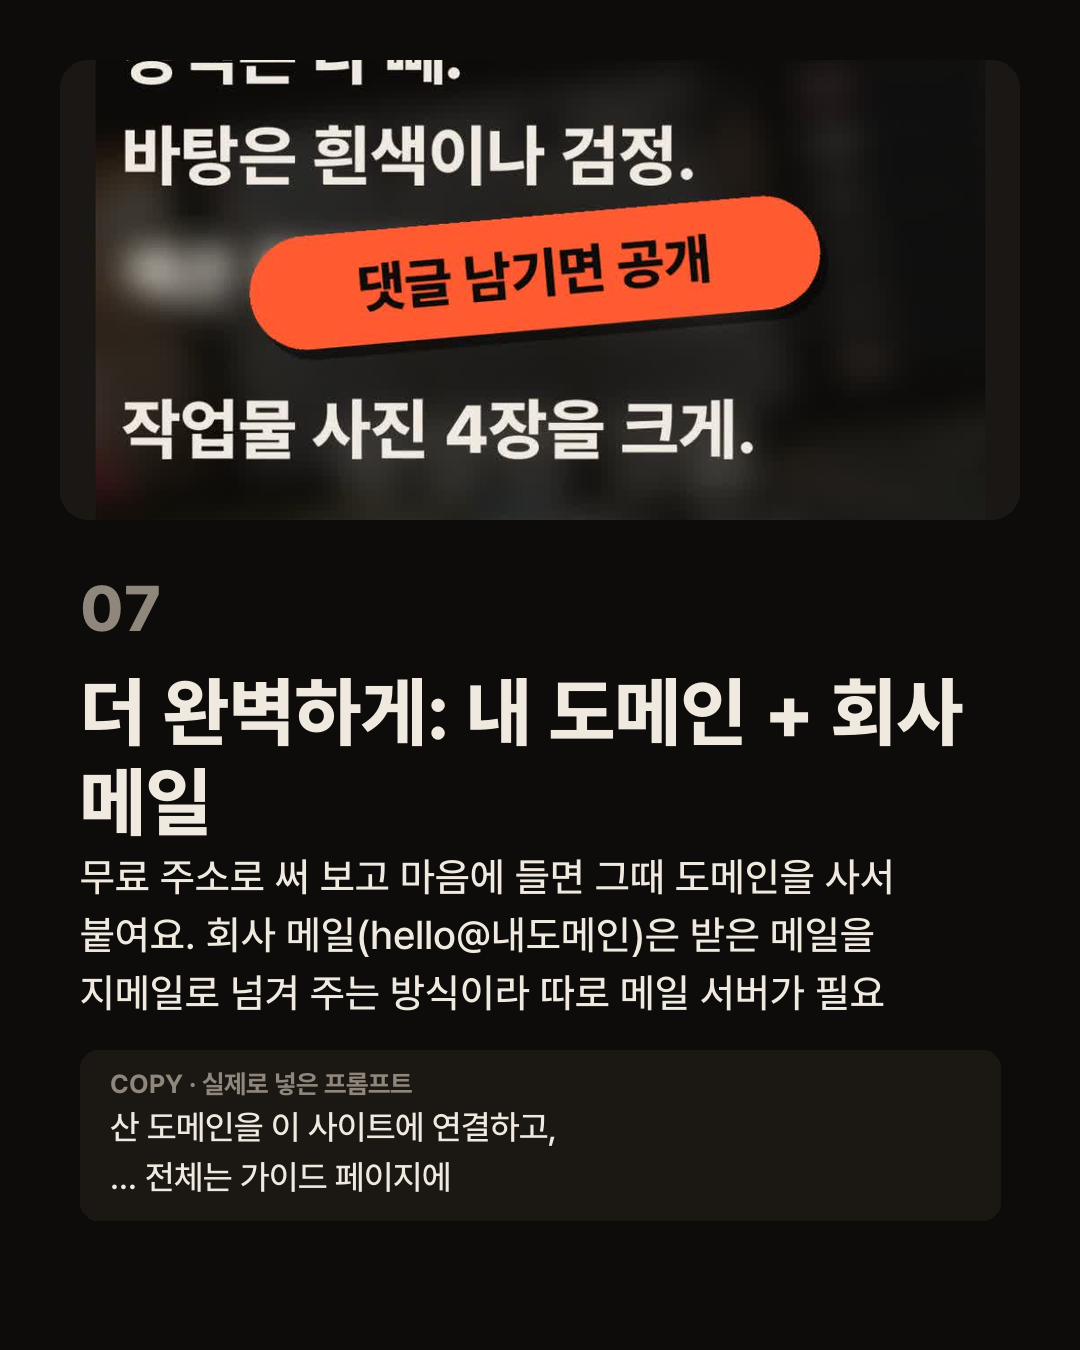 바탕은 흰색이나 검정.
댓글 남기면 공개
작업물 사진 4장을 크게.
07
더 완벽하게: 내 도메인 + 회사
메일
무료 주소로 써 보고 마음에 들면 그때 도메인을 사서
붙여요. 회사 메일(hello@내도메인)은 받은 메일을
지메일로 넘겨 주는 방식이라 따로 메일 서버가 필요
COPY · 실제로 넣은 프롬프트
산 도메인을 이 사이트에 연결하고,
... 전체는 가이드 페이지에